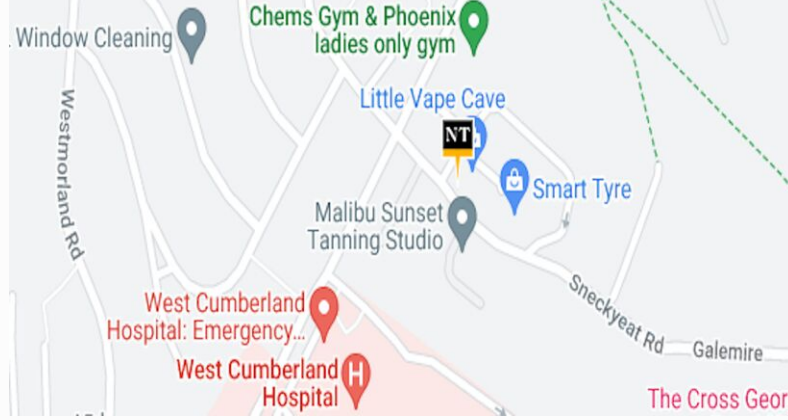 Chems Gym & Phoenix
ladies only gym
Window Cleaning
Little Vape Cave
NT
Smart Tyre
Westmorland Rd
Malibu Sunset
Tanning Studio
Sneckyeat Rd
Galemire
West Cumberland
Hospital: Emergency...
West Cumberland
Hospital
H
The Cross Geor